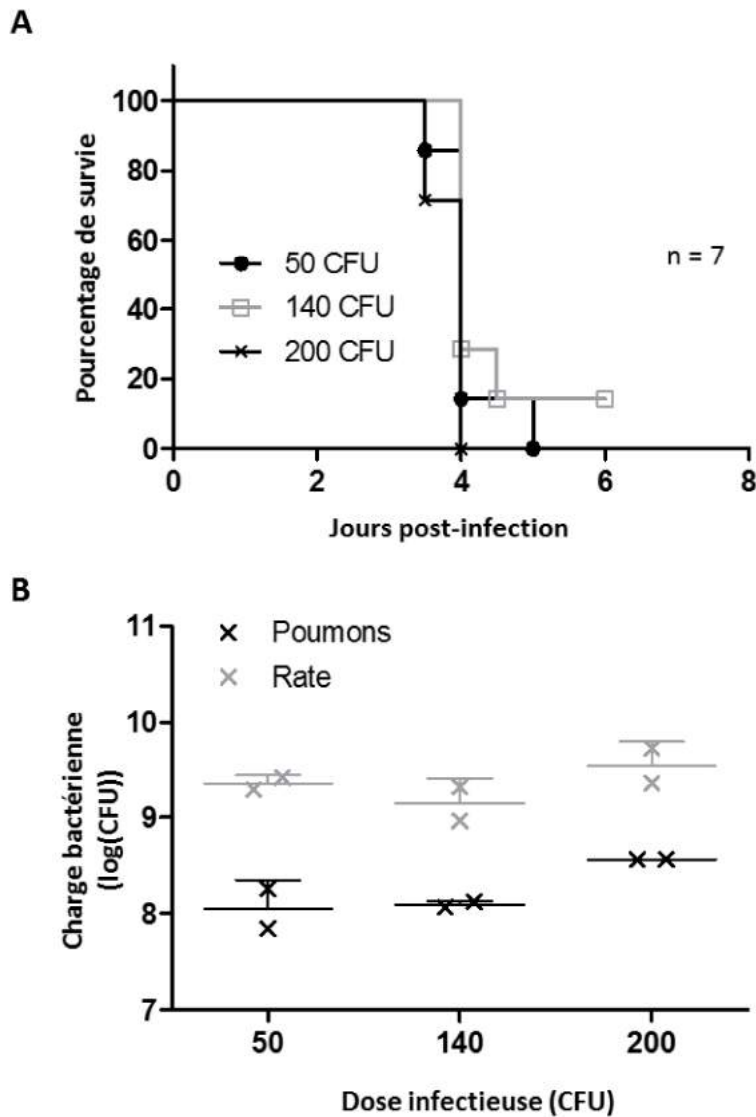 A
100
80
60
40
20
0
Pourcentage de survie
50 CFU
140 CFU
200 CFU
n = 7
0 2 4 6 8
Jours post-infection
B
11
10
9
8
7
Charge bactérienne
(log(CFU))
Poumons
Rate
50 140 200
Dose infectieuse (CFU)